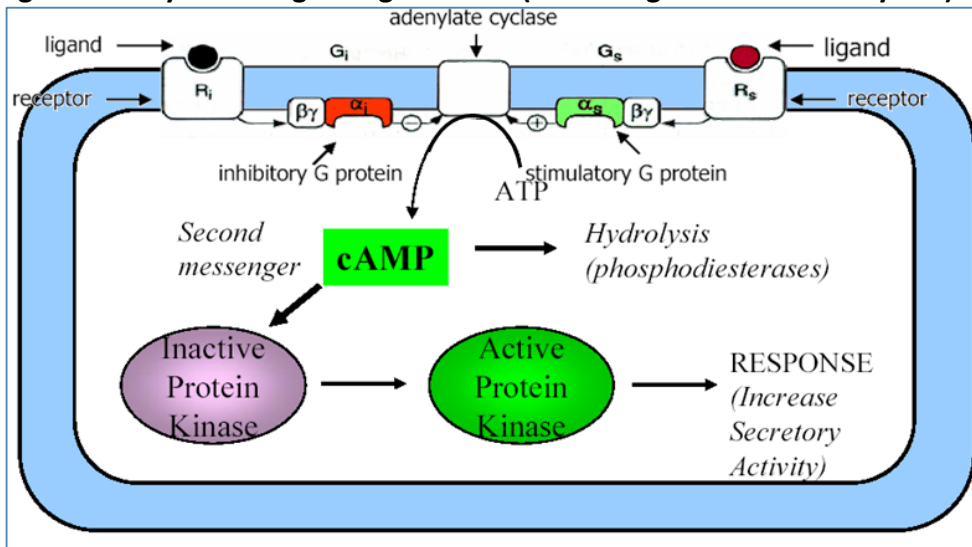 adenylate cyclase
ligand
Gi
Gs
ligand
receptor
Ri
βγ
αi
−
+
αs
βγ
Rs
receptor
inhibitory G protein
stimulatory G protein
ATP
Second
messenger
cAMP
Hydrolysis
(phosphodiesterases)
Inactive
Protein
Kinase
Active
Protein
Kinase
RESPONSE
(Increase
Secretory
Activity)